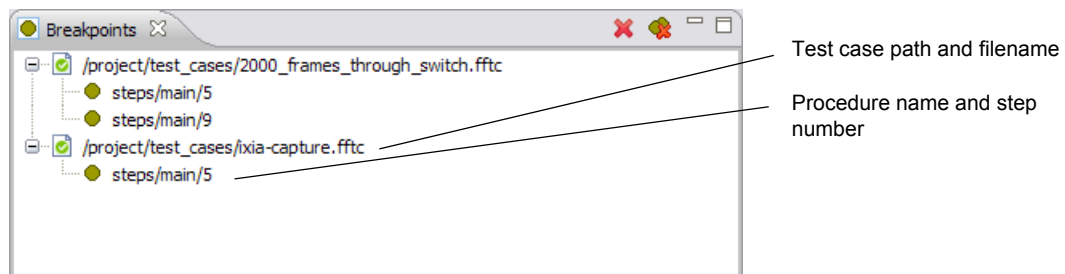 Breakpoints
/project/test_cases/2000_frames_through_switch.fftc
steps/main/5
steps/main/9
/project/test_cases/ixia-capture.fftc
steps/main/5
Test case path and filename
Procedure name and step
number